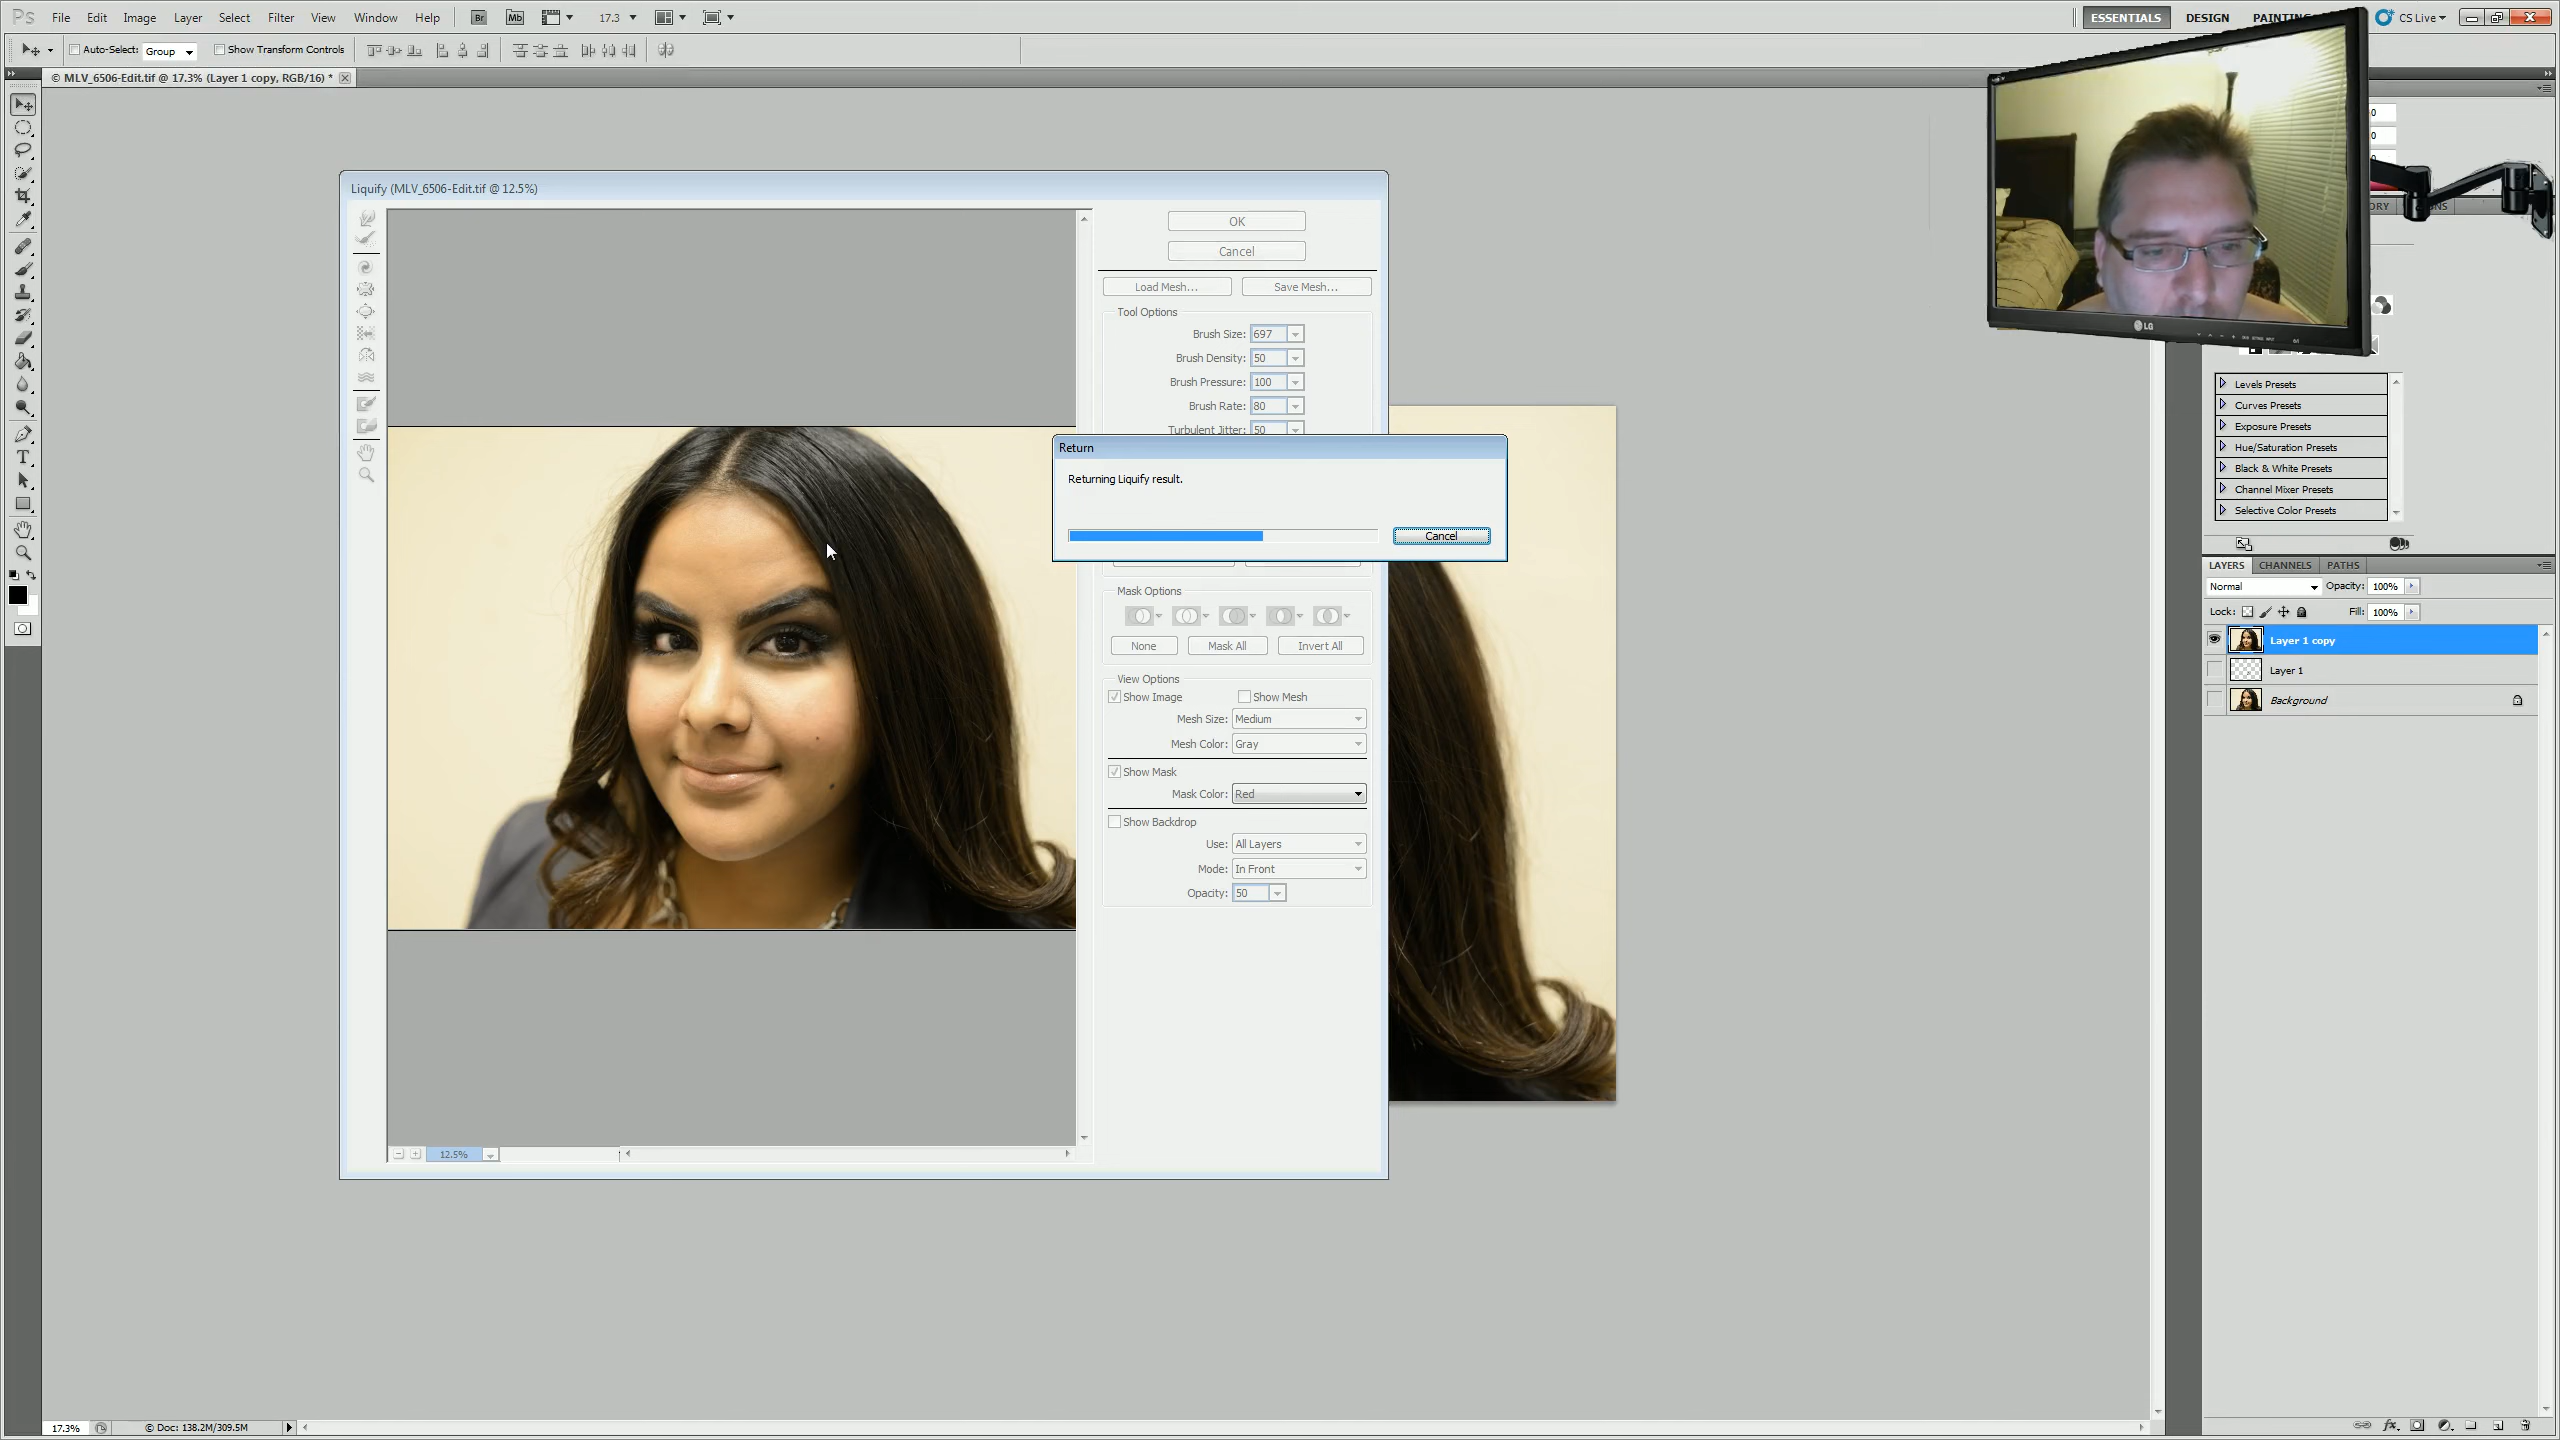 Ps File Edit Image Layer Select Filter View Window Help Br Mb 17.3 ESSENTIALS DESIGN PAINTING CS Live
Auto-Select: Group Show Transform Controls
© MLV_6506-Edit.tif @ 17.3% (Layer 1 copy, RGB/16) *
Liquify (MLV_6506-Edit.tif @ 12.5%)
OK
Cancel
Load Mesh... Save Mesh...
Tool Options
Brush Size: 697
Brush Density: 50
Brush Pressure: 100
Brush Rate: 80
Turbulent Jitter: 50
Return
Returning Liquify result.
Cancel
Mask Options
None Mask All Invert All
View Options
Show Image Show Mesh
Mesh Size: Medium
Mesh Color: Gray
Show Mask
Mask Color: Red
Show Backdrop
Use: All Layers
Mode: In Front
Opacity: 50
12.5%
LG
Levels Presets
Curves Presets
Exposure Presets
Hue/Saturation Presets
Black & White Presets
Channel Mixer Presets
Selective Color Presets
LAYERS CHANNELS PATHS
Normal Opacity: 100%
Lock: Fill: 100%
Layer 1 copy
Layer 1
Background
17.3% © Doc: 138.2M/309.5M